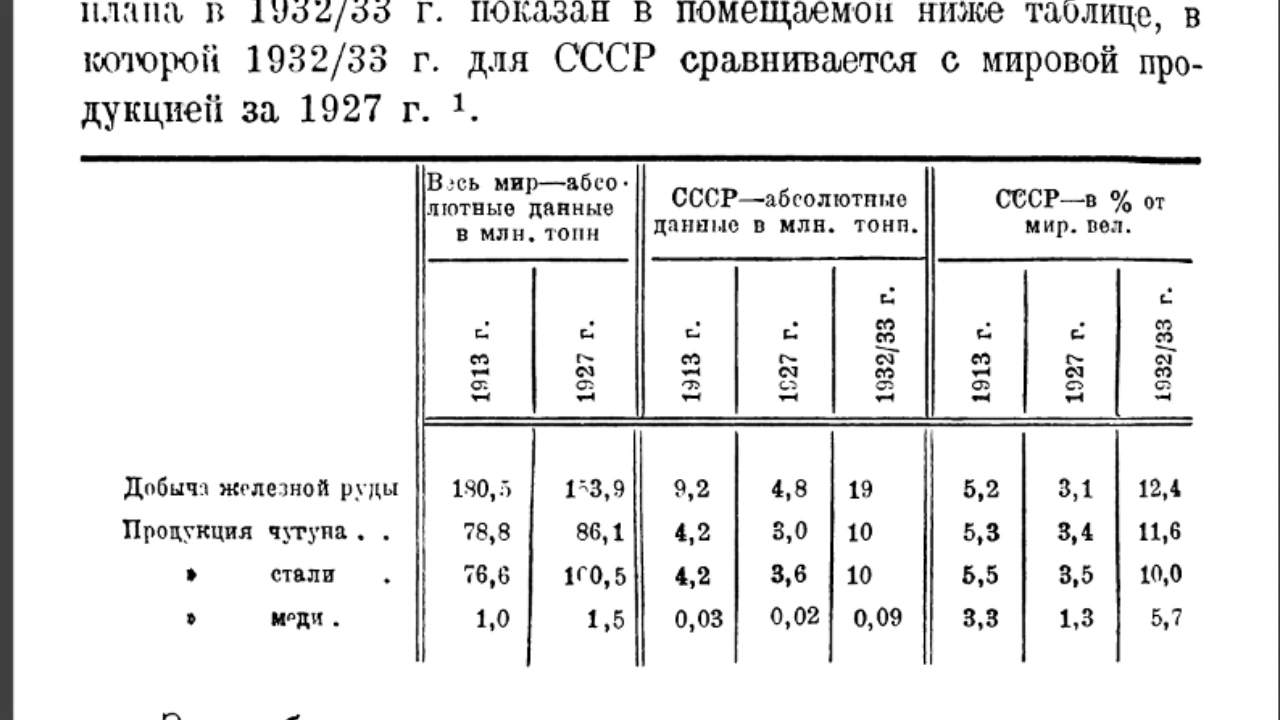 плана в 1932/33 г. показан в помещаемой ниже таблице, в
которой 1932/33 г. для СССР сравнивается с мировой про-
дукцией за 1927 г. ¹.
Весь мир—абсо-
лютные данные
в млн. тонн
СССР—абсолютные
данные в млн. тонн.
СССР—в % от
мир. вел.
1913 г. 1927 г. 1913 г. 1927 г. 1932/33 г. 1913 г. 1927 г. 1932/33 г.
Добыча железной руды 180,5 9,2 4,8 19 5,2 3,1 12,4
Продукция чугуна . . 78,8 86,1 4,2 3,0 10 5,3 3,4 11,6
» стали . 76,6 100,5 4,2 3,6 10 5,5 3,5 10,0
» меди . 1,0 1,5 0,03 0,02 0,09 3,3 1,3 5,7